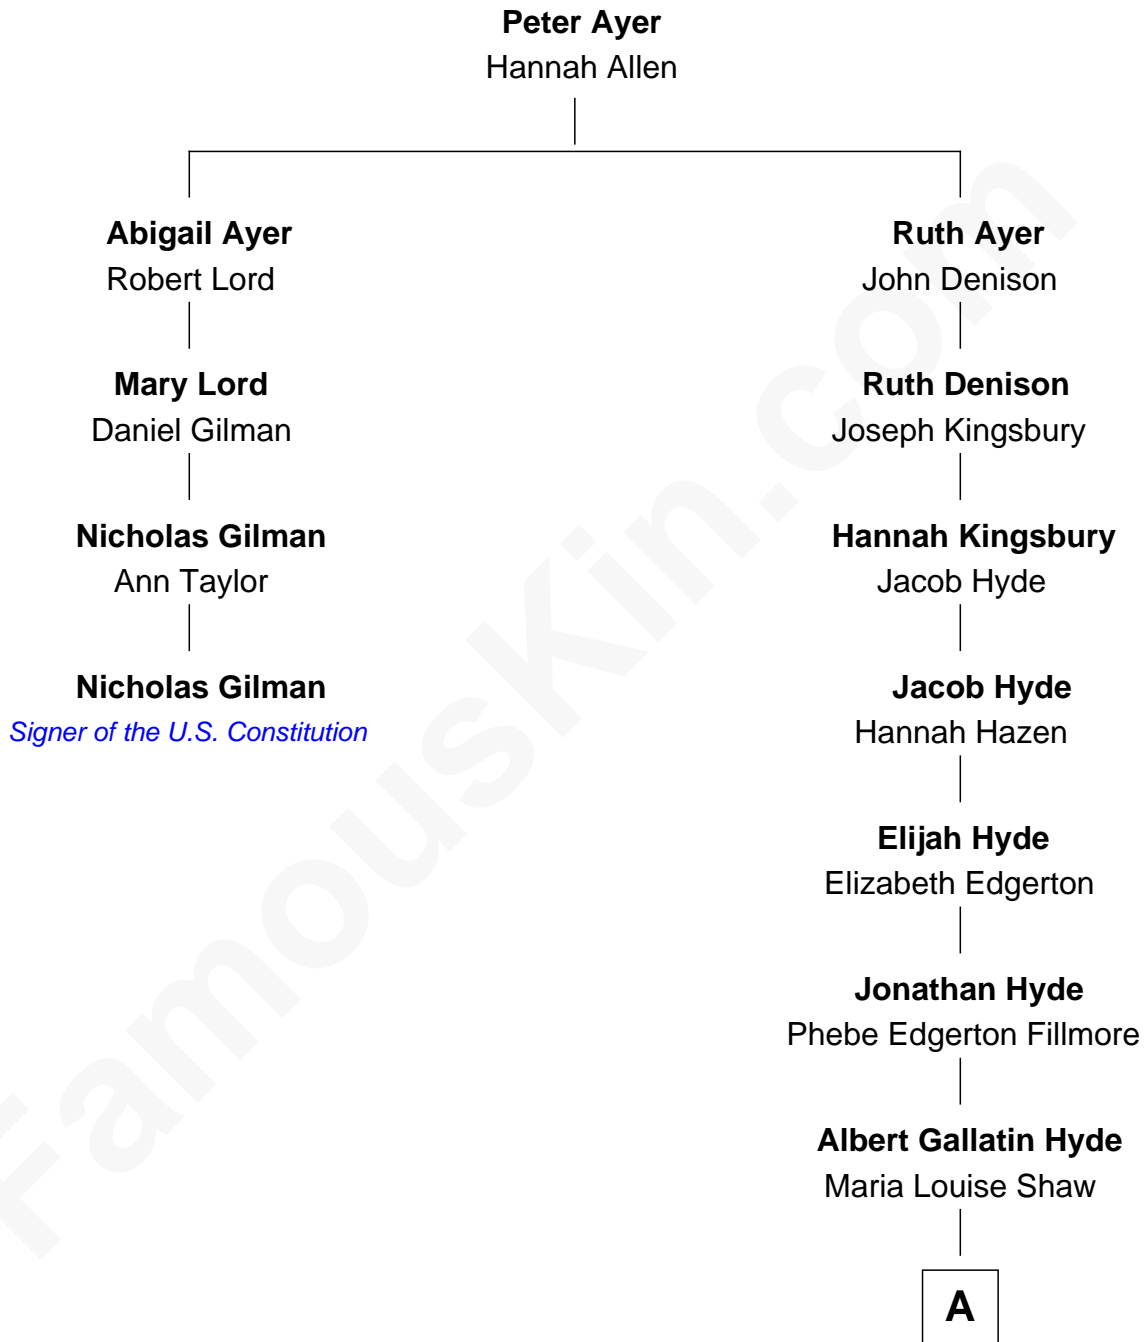 Peter Ayer
Hannah Allen
Abigail Ayer
Robert Lord
Ruth Ayer
John Denison
Mary Lord
Daniel Gilman
Ruth Denison
Joseph Kingsbury
Nicholas Gilman
Ann Taylor
Hannah Kingsbury
Jacob Hyde
Nicholas Gilman
Signer of the U.S. Constitution
Jacob Hyde
Hannah Hazen
Elijah Hyde
Elizabeth Edgerton
Jonathan Hyde
Phebe Edgerton Fillmore
Albert Gallatin Hyde
Maria Louise Shaw
A
FamousKin.com